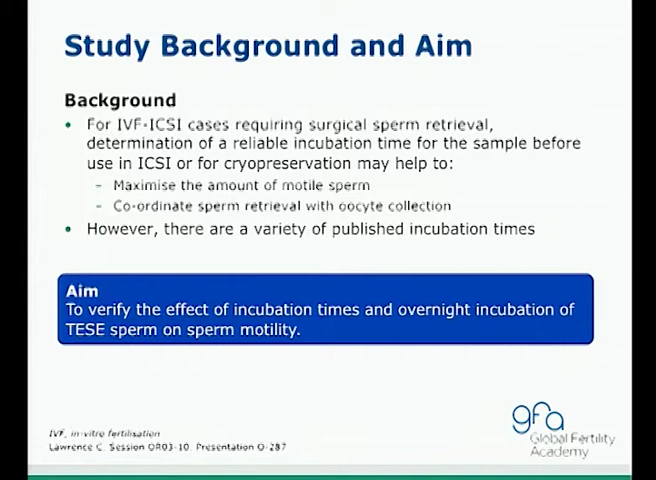 Study Background and Aim
Background
• For IVF-ICSI cases requiring surgical sperm retrieval,
determination of a reliable incubation time for the sample before
use in ICSI or for cryopreservation may help to:
– Maximise the amount of motile sperm
– Co-ordinate sperm retrieval with oocyte collection
• However, there are a variety of published incubation times
Aim
To verify the effect of incubation times and overnight incubation of
TESE sperm on sperm motility.
IVF, in-vitro fertilisation
Lawrence C. Session OR03-10. Presentation O-287
gfa
Global Fertility
Academy